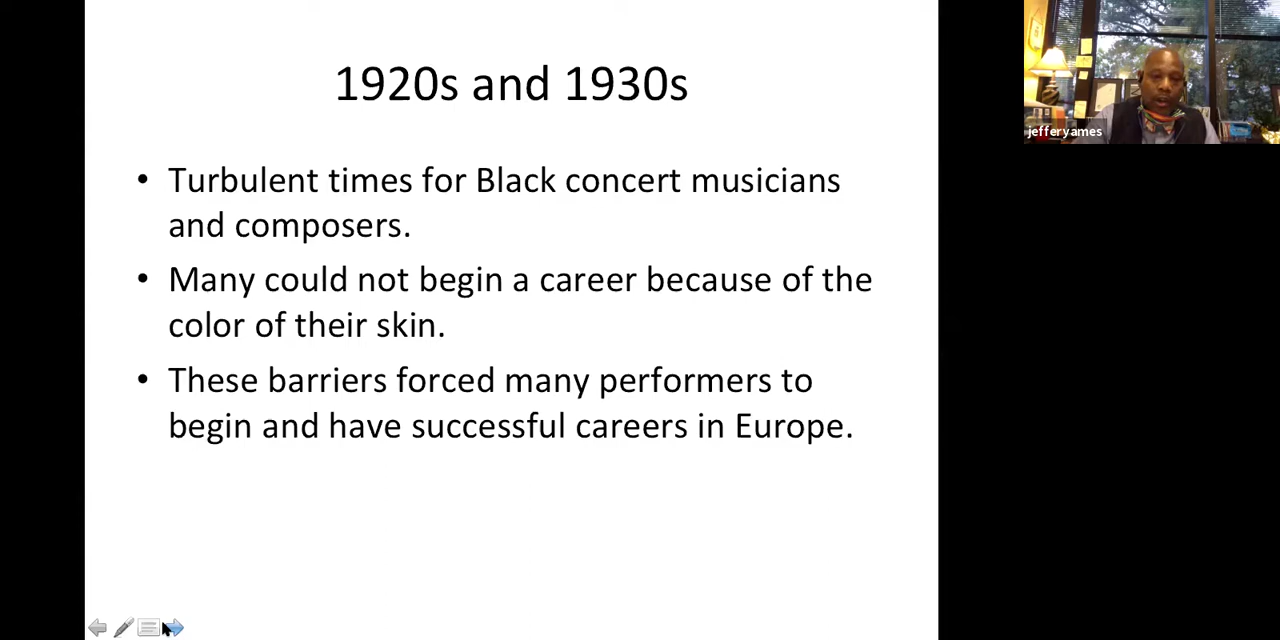 1920s and 1930s
• Turbulent times for Black concert musicians
and composers.
• Many could not begin a career because of the
color of their skin.
• These barriers forced many performers to
begin and have successful careers in Europe.
jefferyames